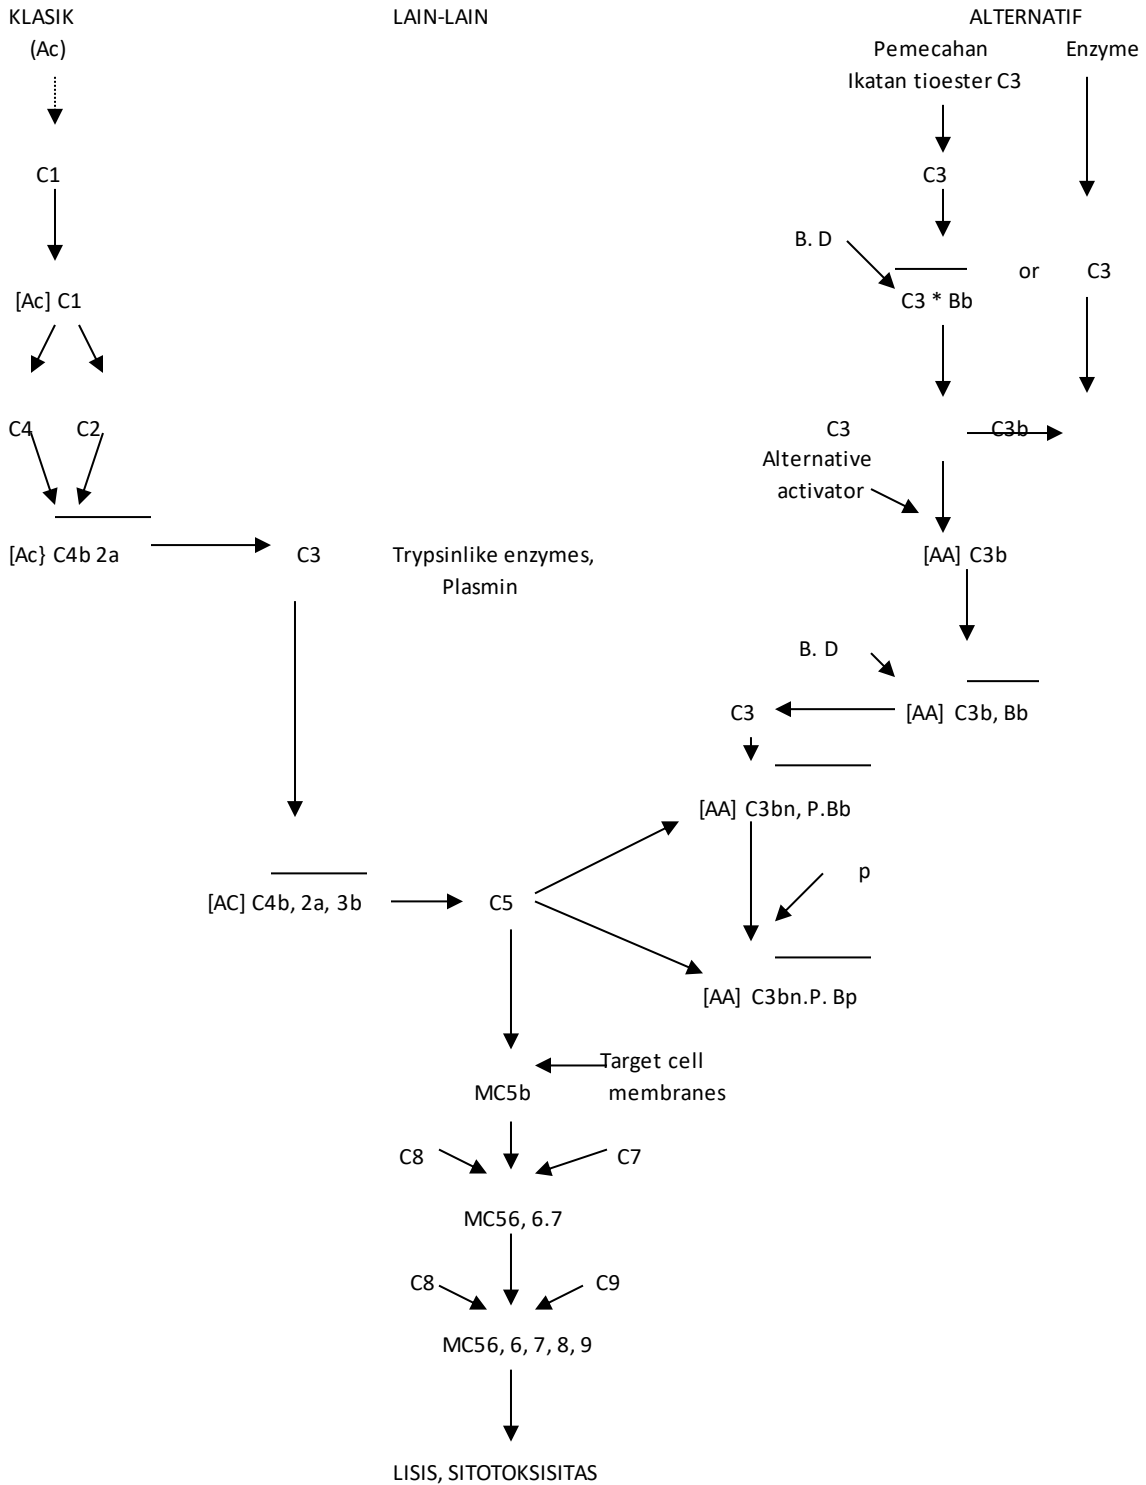 KLASIK LAIN-LAIN ALTERNATIF
(Ac) Pemecahan Enzyme
Ikatan tioester C3
C1 C3
B. D
or C3
[Ac] C1 C3 * Bb
C4 C2 C3 C3b
Alternative
activator
[Ac} C4b 2a C3 Trypsinlike enzymes, [AA] C3b
Plasmin
B. D
C3 [AA] C3b, Bb
[AA] C3bn, P.Bb
p
[AC] C4b, 2a, 3b C5
[AA] C3bn.P. Bp
Target cell
MC5b membranes
C8 C7
MC56, 6.7
C8 C9
MC56, 6, 7, 8, 9
LISIS, SITOTOKSISITAS